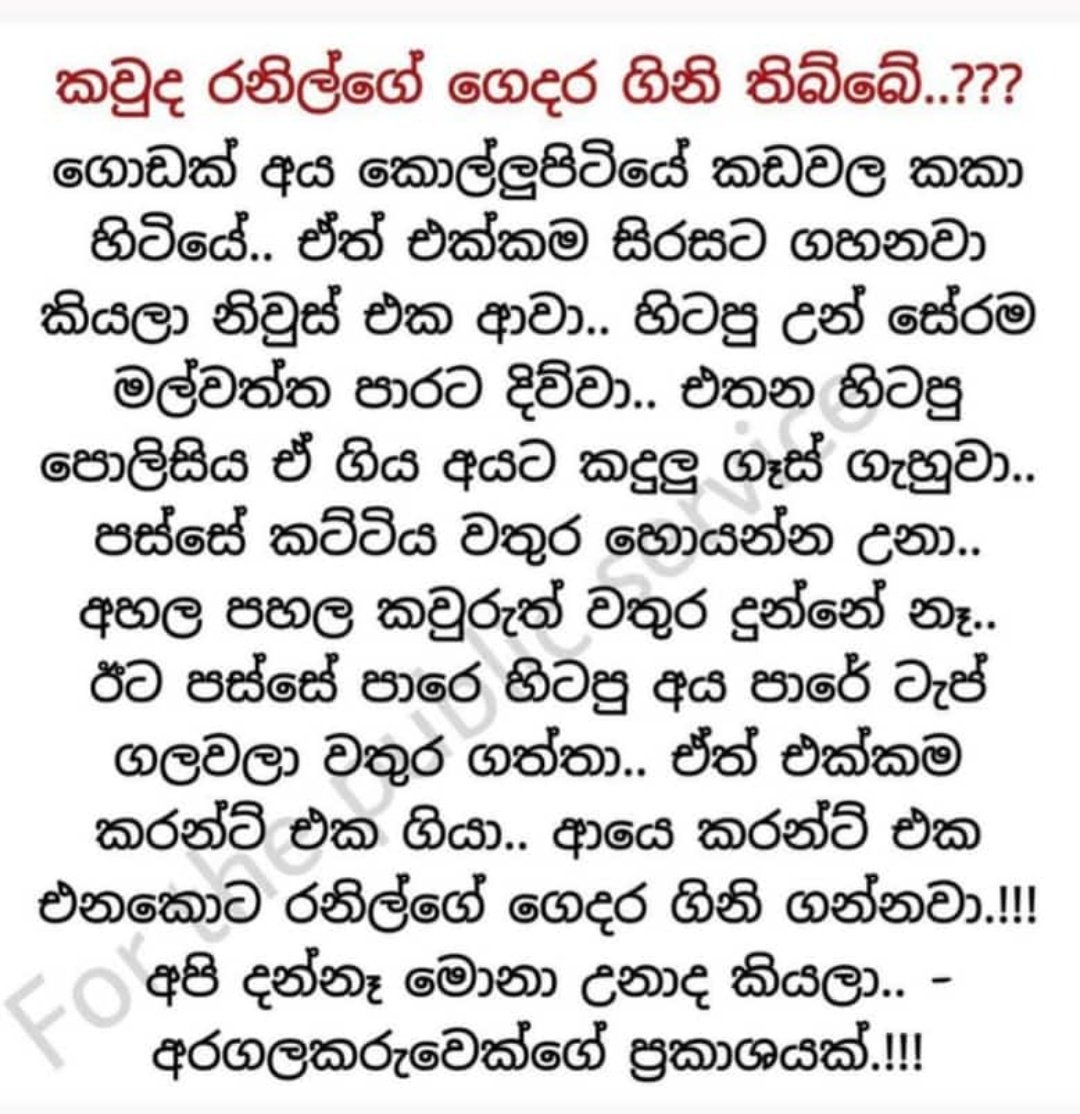 කවුද රනිල්ගේ ගෙදර ගිනි තිබ්බේ..???
ගොඩක් අය කොල්ලුපිටියේ කඩවල කකා
හිටියේ.. ඒත් එක්කම සිරසට ගහනවා
කියලා නිවුස් එක ආවා.. හිටපු උන් සේරම
මල්වත්ත පාරට දිව්වා.. එතන හිටපු
පොලිසිය ඒ ගිය අයට කදුලු ගෑස් ගැහුවා..
පස්සේ කට්ටිය වතුර හොයන්න උනා..
අහල පහල කවුරුත් වතුර දුන්නේ නෑ..
ඊට පස්සේ පාරෙ හිටපු අය පාරේ ටැප්
ගලවලා වතුර ගත්තා.. ඒත් එක්කම
කරන්ට් එක ගියා.. ආයෙ කරන්ට් එක
එනකොට රනිල්ගේ ගෙදර ගිනි ගන්නවා.!!!
අපි දන්නෑ මොනා උනාද කියලා.. -
අරගලකරුවෙක්ගේ ප්‍රකාශයක්.!!!
For the public service